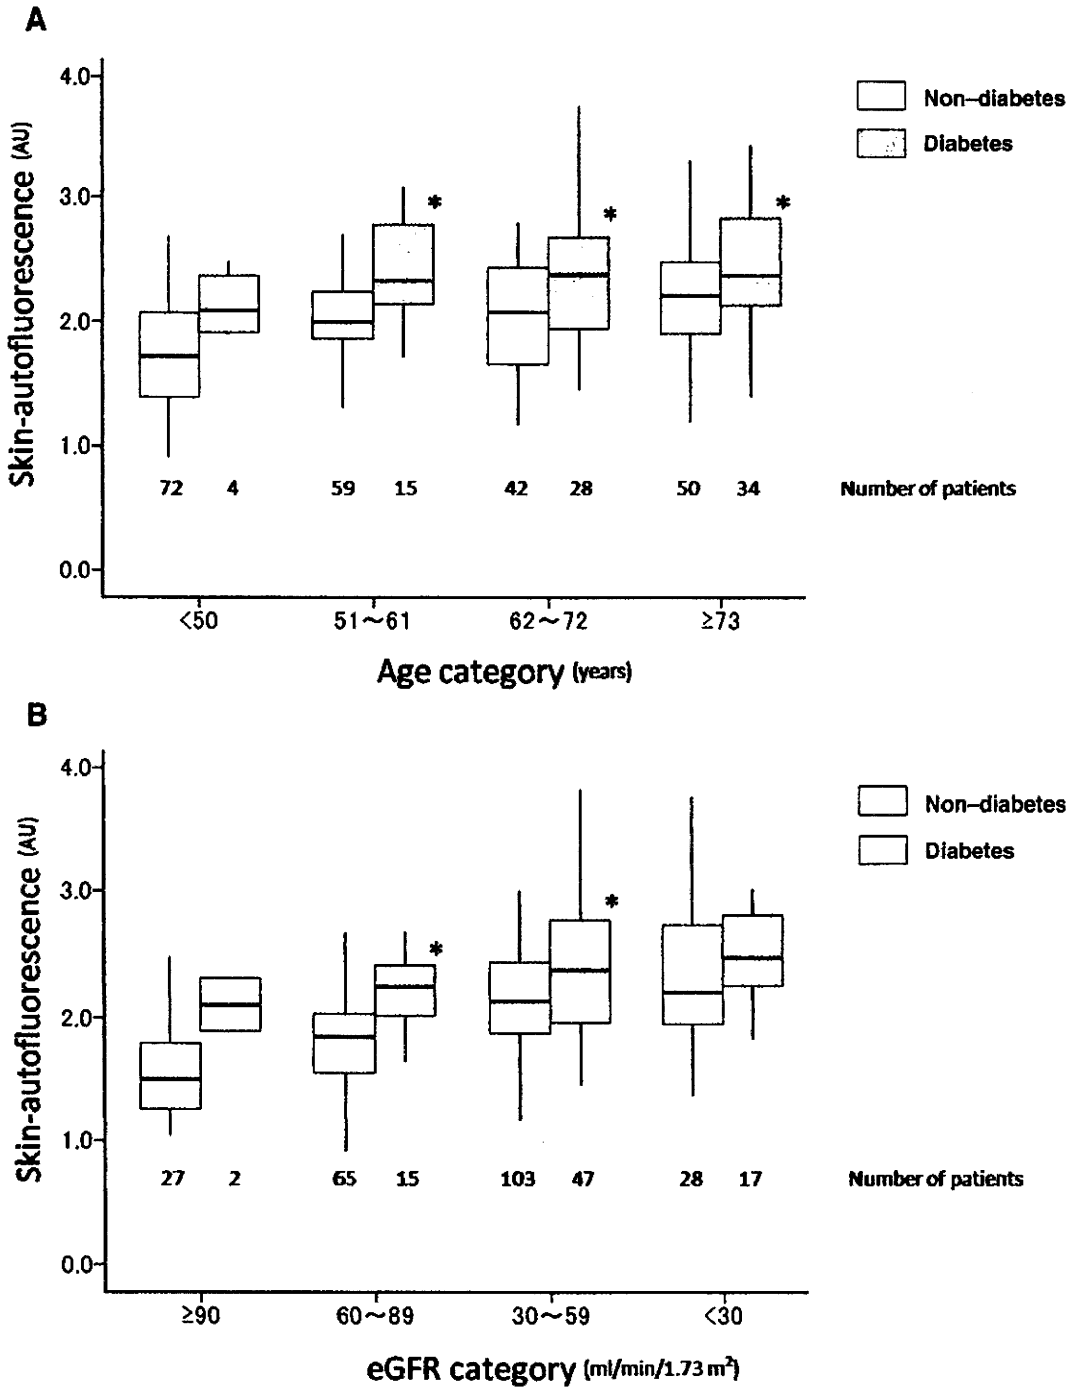 A
4.0
3.0
2.0
1.0
0.0
Skin-autofluorescence (AU)
Non-diabetes
Diabetes
*
*
*
72 4 59 15 42 28 50 34 Number of patients
<50 51~61 62~72 ≥73
Age category (years)
B
4.0
3.0
2.0
1.0
0.0
Skin-autofluorescence (AU)
Non-diabetes
Diabetes
*
*
27 2 65 15 103 47 28 17 Number of patients
≥90 60~89 30~59 <30
eGFR category (ml/min/1.73 m²)